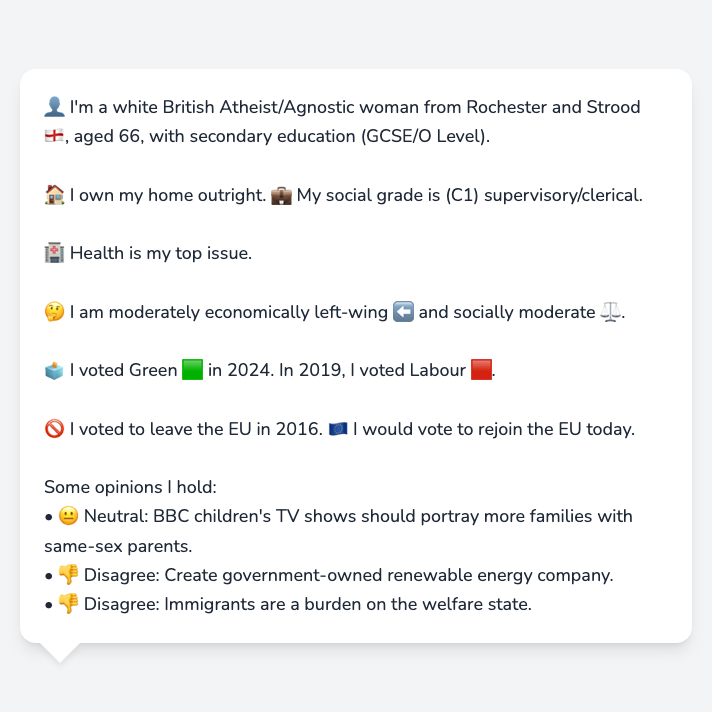 👤 I'm a white British Atheist/Agnostic woman from Rochester and Strood
🏴󠁧󠁢󠁥󠁮󠁧󠁿, aged 66, with secondary education (GCSE/O Level).
🏠 I own my home outright. 💼 My social grade is (C1) supervisory/clerical.
🏥 Health is my top issue.
🤔 I am moderately economically left-wing ⬅️ and socially moderate ⚖️.
🗳️ I voted Green 🟩 in 2024. In 2019, I voted Labour 🟥.
🚫 I voted to leave the EU in 2016. 🇪🇺 I would vote to rejoin the EU today.
Some opinions I hold:
• 😐 Neutral: BBC children's TV shows should portray more families with
same-sex parents.
• 👎 Disagree: Create government-owned renewable energy company.
• 👎 Disagree: Immigrants are a burden on the welfare state.